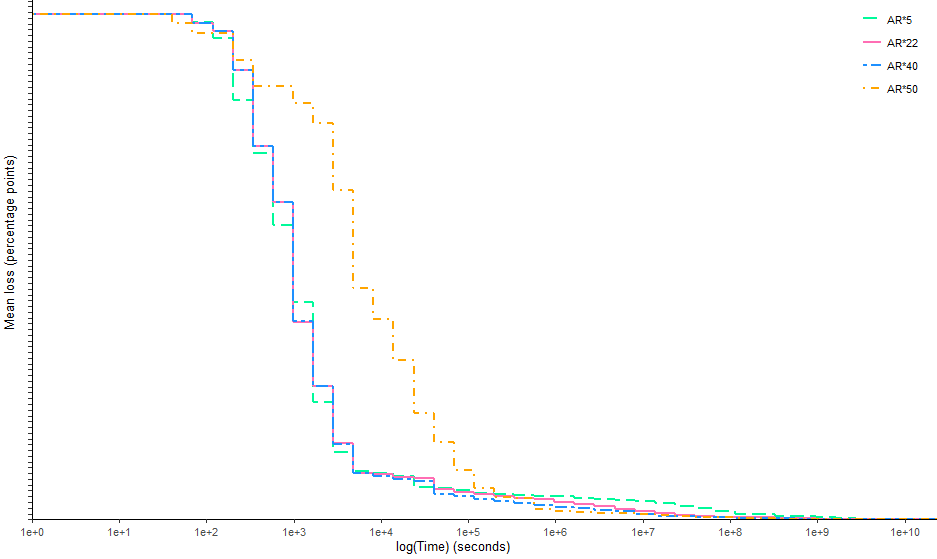 AR*5
AR*22
AR*40
AR*50
Mean loss (percentage points)
1e+0 1e+1 1e+2 1e+3 1e+4 1e+5 1e+6 1e+7 1e+8 1e+9 1e+10
log(Time) (seconds)